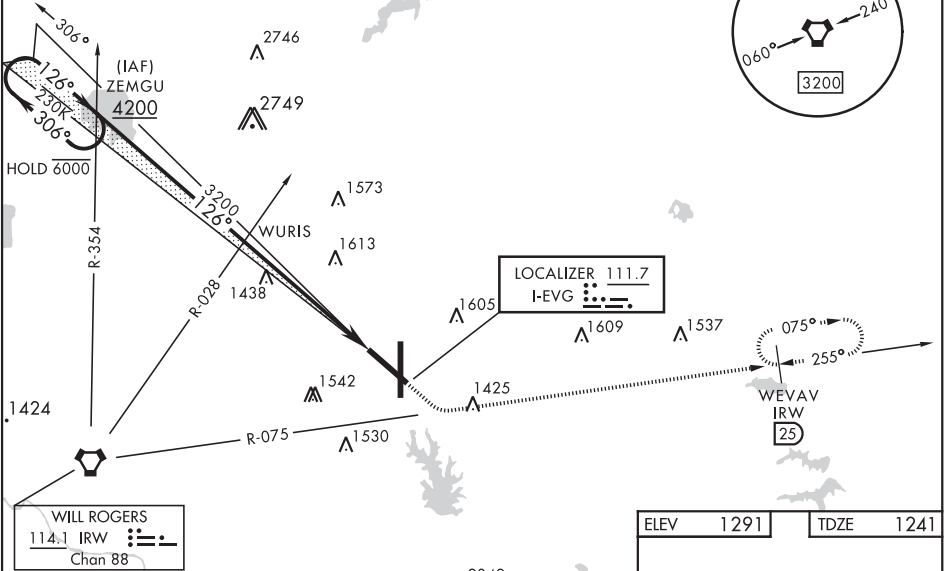 306°
2746
(IAF)
ZEMGU
4200
126°
230K
306°
2749
HOLD 6000
060°
240
3200
3200
126°
1573
WURIS
1613
R-354
R-028
1438
LOCALIZER 111.7
I-EVG
1605
1609
1537
075°
255°
1542
1425
WEVAV
IRW
25
1424
R-075
1530
WILL ROGERS
114.1 IRW
Chan 88
ELEV 1291
TDZE 1241